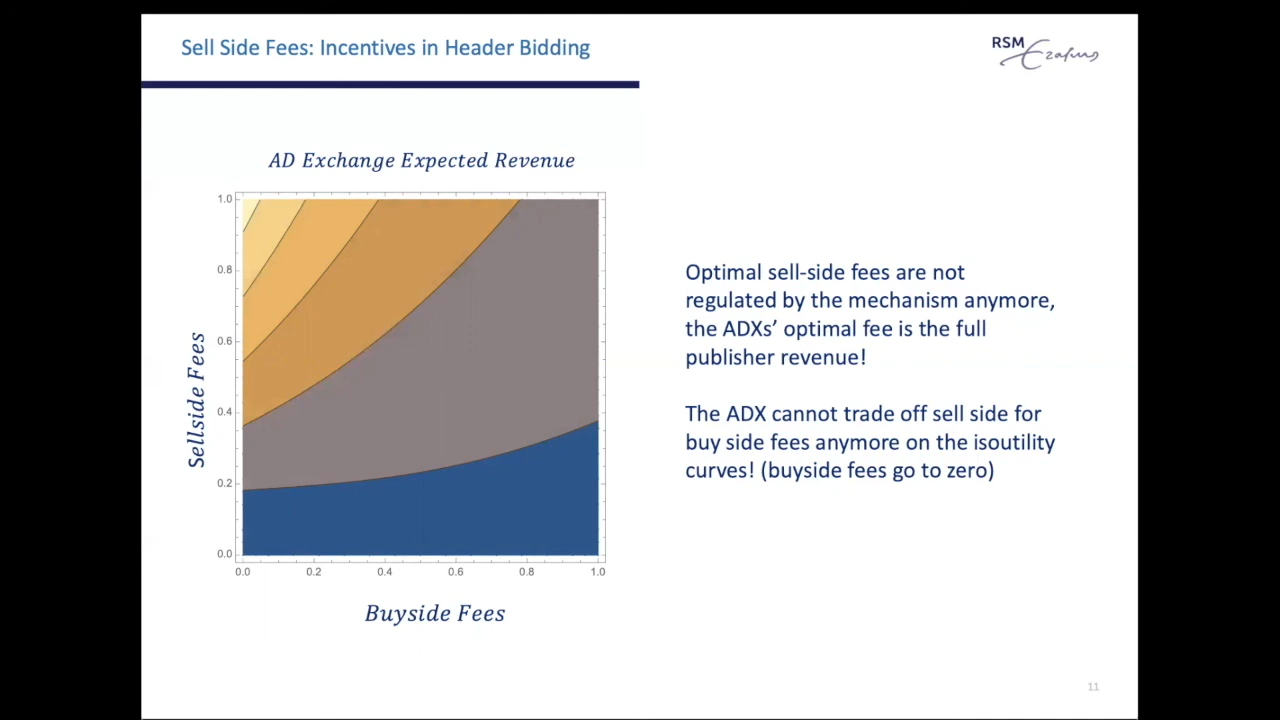 Sell Side Fees: Incentives in Header Bidding
RSM
Erasmus
AD Exchange Expected Revenue
1.0
0.8
0.6
0.4
0.2
0.0
Sellside Fees
0.0 0.2 0.4 0.6 0.8 1.0
Buyside Fees
Optimal sell-side fees are not
regulated by the mechanism anymore,
the ADXs' optimal fee is the full
publisher revenue!
The ADX cannot trade off sell side for
buy side fees anymore on the isoutility
curves! (buyside fees go to zero)
11